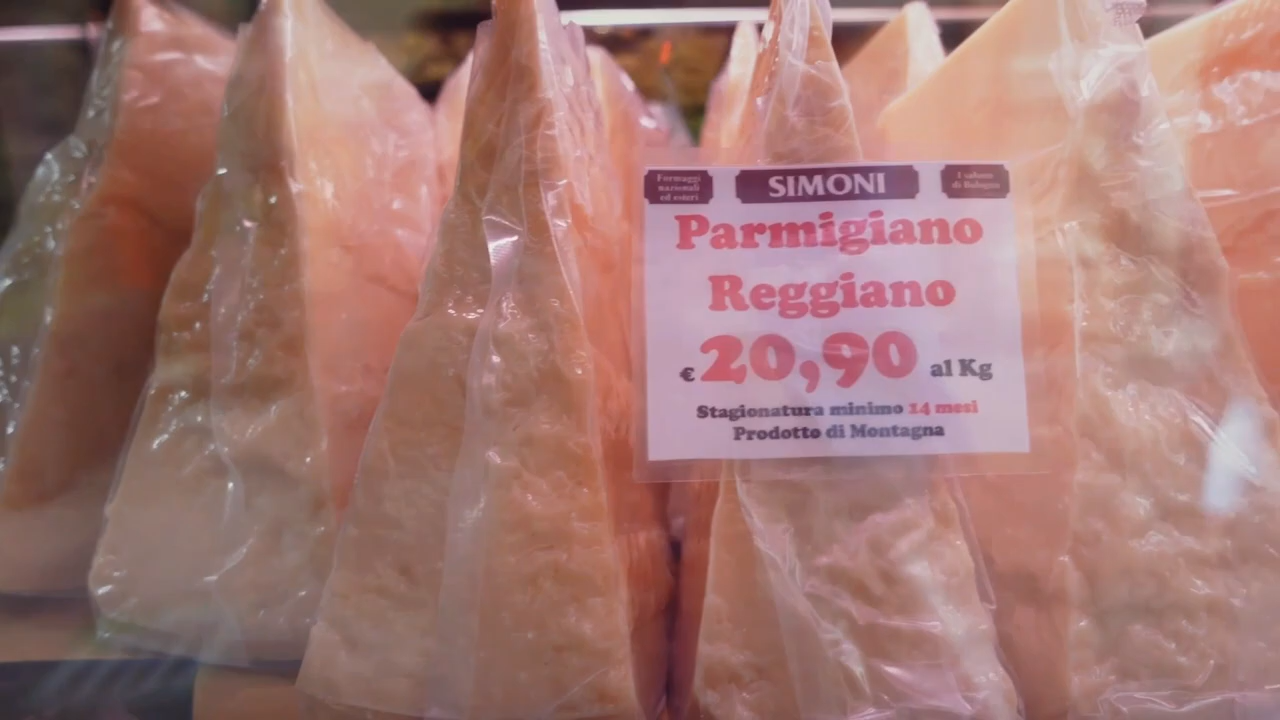 Formaggi
nazionali
ed esteri
SIMONI
I salumi
di Bologna
Parmigiano
Reggiano
€ 20,90 al Kg
Stagionatura minimo 14 mesi
Prodotto di Montagna